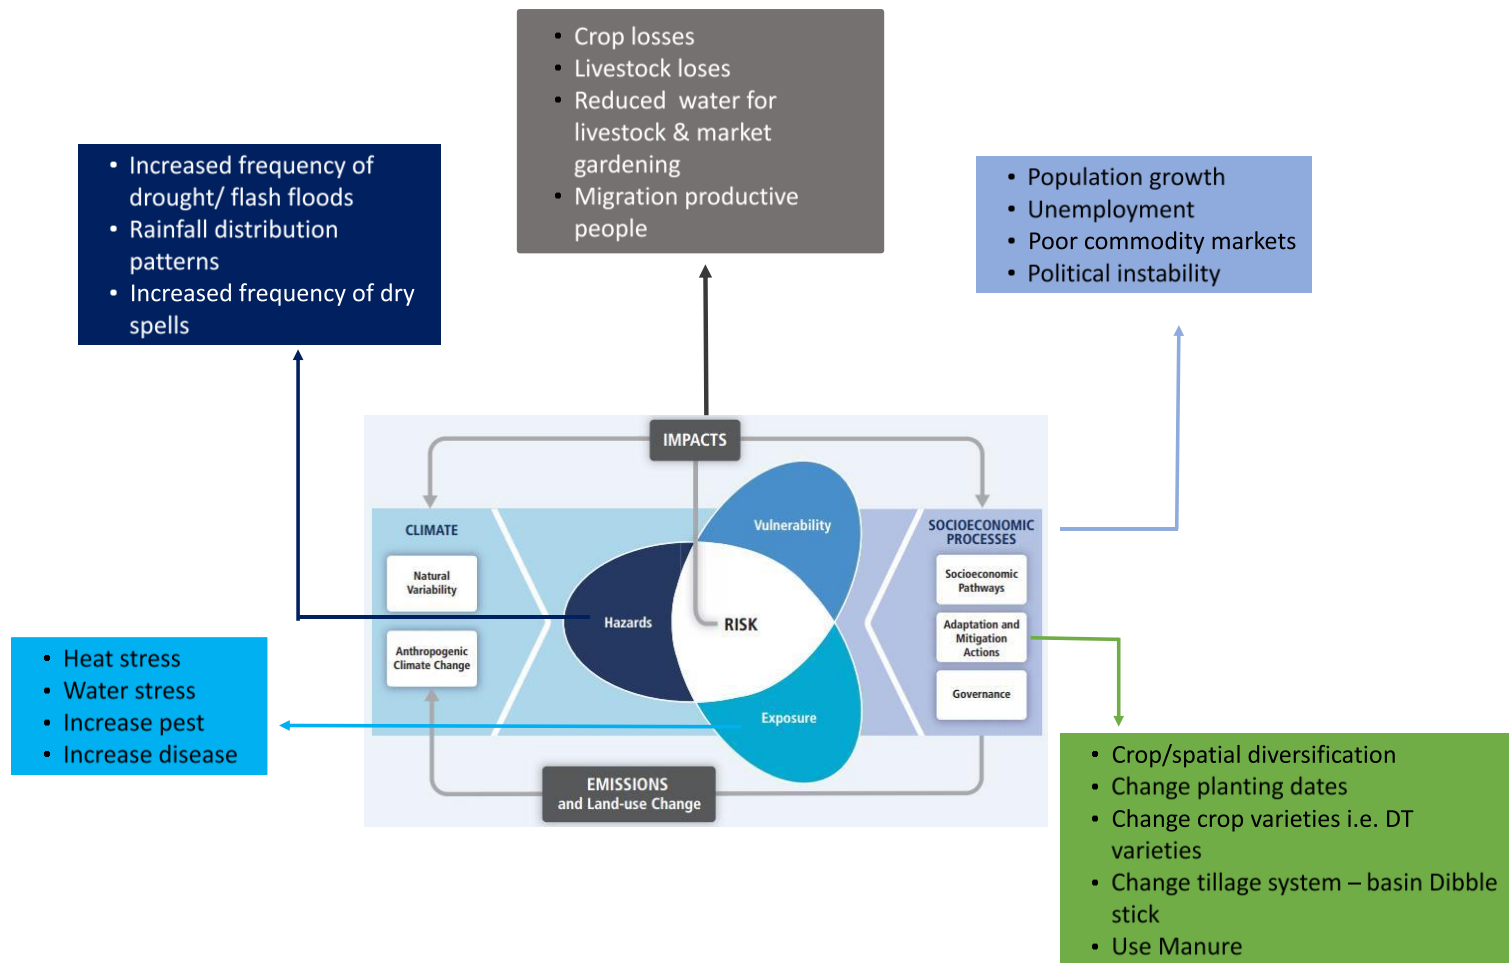 • Crop losses
• Livestock loses
• Reduced water for
livestock & market
gardening
• Migration productive
people
• Increased frequency of
drought/ flash floods
• Rainfall distribution
patterns
• Increased frequency of dry
spells
• Population growth
• Unemployment
• Poor commodity markets
• Political instability
IMPACTS
CLIMATE
Natural
Variability
Anthropogenic
Climate Change
Vulnerability
Hazards
RISK
Exposure
SOCIOECONOMIC
PROCESSES
Socioeconomic
Pathways
Adaptation and
Mitigation
Actions
Governance
EMISSIONS
and Land-use Change
• Heat stress
• Water stress
• Increase pest
• Increase disease
• Crop/spatial diversification
• Change planting dates
• Change crop varieties i.e. DT
varieties
• Change tillage system – basin Dibble
stick
• Use Manure